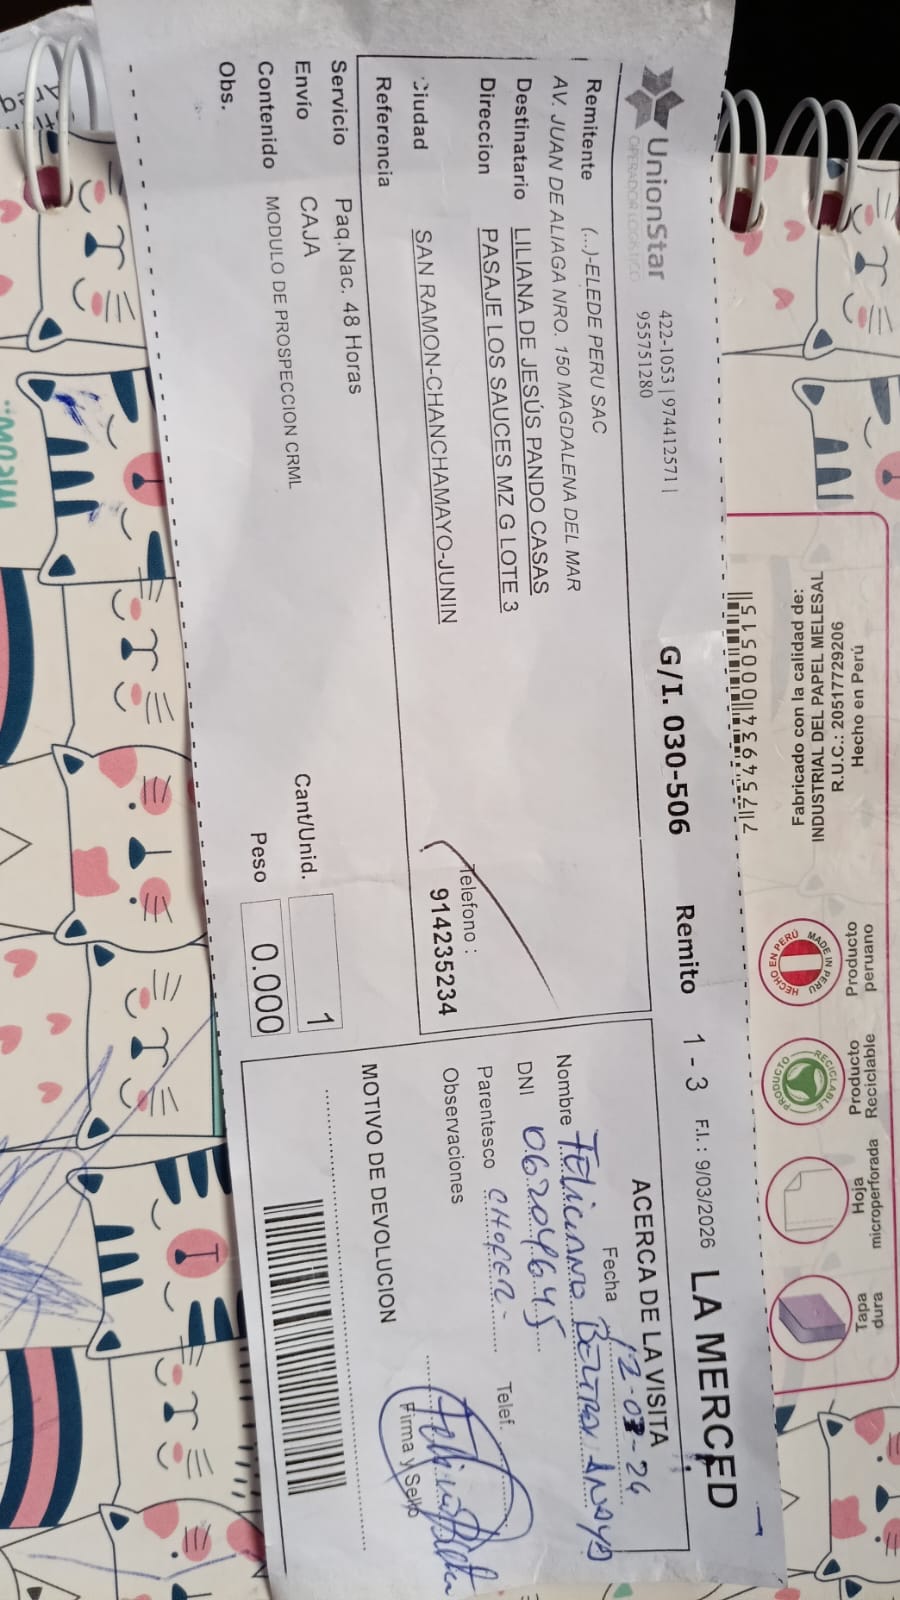 UnionStar
OPERADOR LOGISTICO
422-1053 | 974412571 |
955751280
G/I. 030-506
Remito
1 - 3
F.I.: 9/03/2026
LA MERCED
Remitente (...)-ELEDE PERU SAC
AV. JUAN DE ALIAGA NRO. 150 MAGDALENA DEL MAR
Destinatario LILIANA DE JESÚS PANDO CASAS
Direccion PASAJE LOS SAUCES MZ G LOTE 3
Telefono :
914235234
Ciudad SAN RAMON-CHANCHAMAYO-JUNIN
Referencia
Servicio Paq.Nac. 48 Horas
Envío CAJA
Cant/Unid. 1
Contenido MODULO DE PROSPECCION CRML
Peso 0.000
Obs.
ACERCA DE LA VISITA
Fecha 12-03-26
Nombre Feliciano
DNI 06204645
Parentesco CHOFER-
Telef.
Observaciones
Firma y Sello
MOTIVO DE DEVOLUCION
7 754934 000515
Fabricado con la calidad de:
INDUSTRIAL DEL PAPEL MELESAL
R.U.C.: 20517729206
Hecho en Perú
MADE IN PERU
HECHO EN PERÚ
Producto
peruano
PRODUCTO
RECICLABLE
Producto
Reciclable
Hoja
microperforada
Tapa
dura